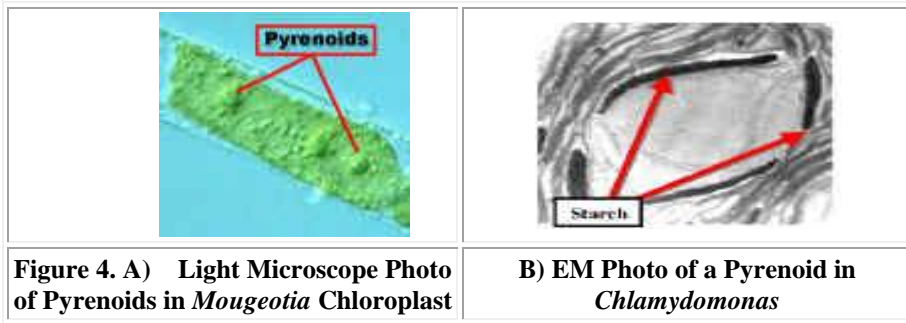 Pyrenoids
Starch
Figure 4. A) Light Microscope Photo
of Pyrenoids in Mougeotia Chloroplast
B) EM Photo of a Pyrenoid in
Chlamydomonas